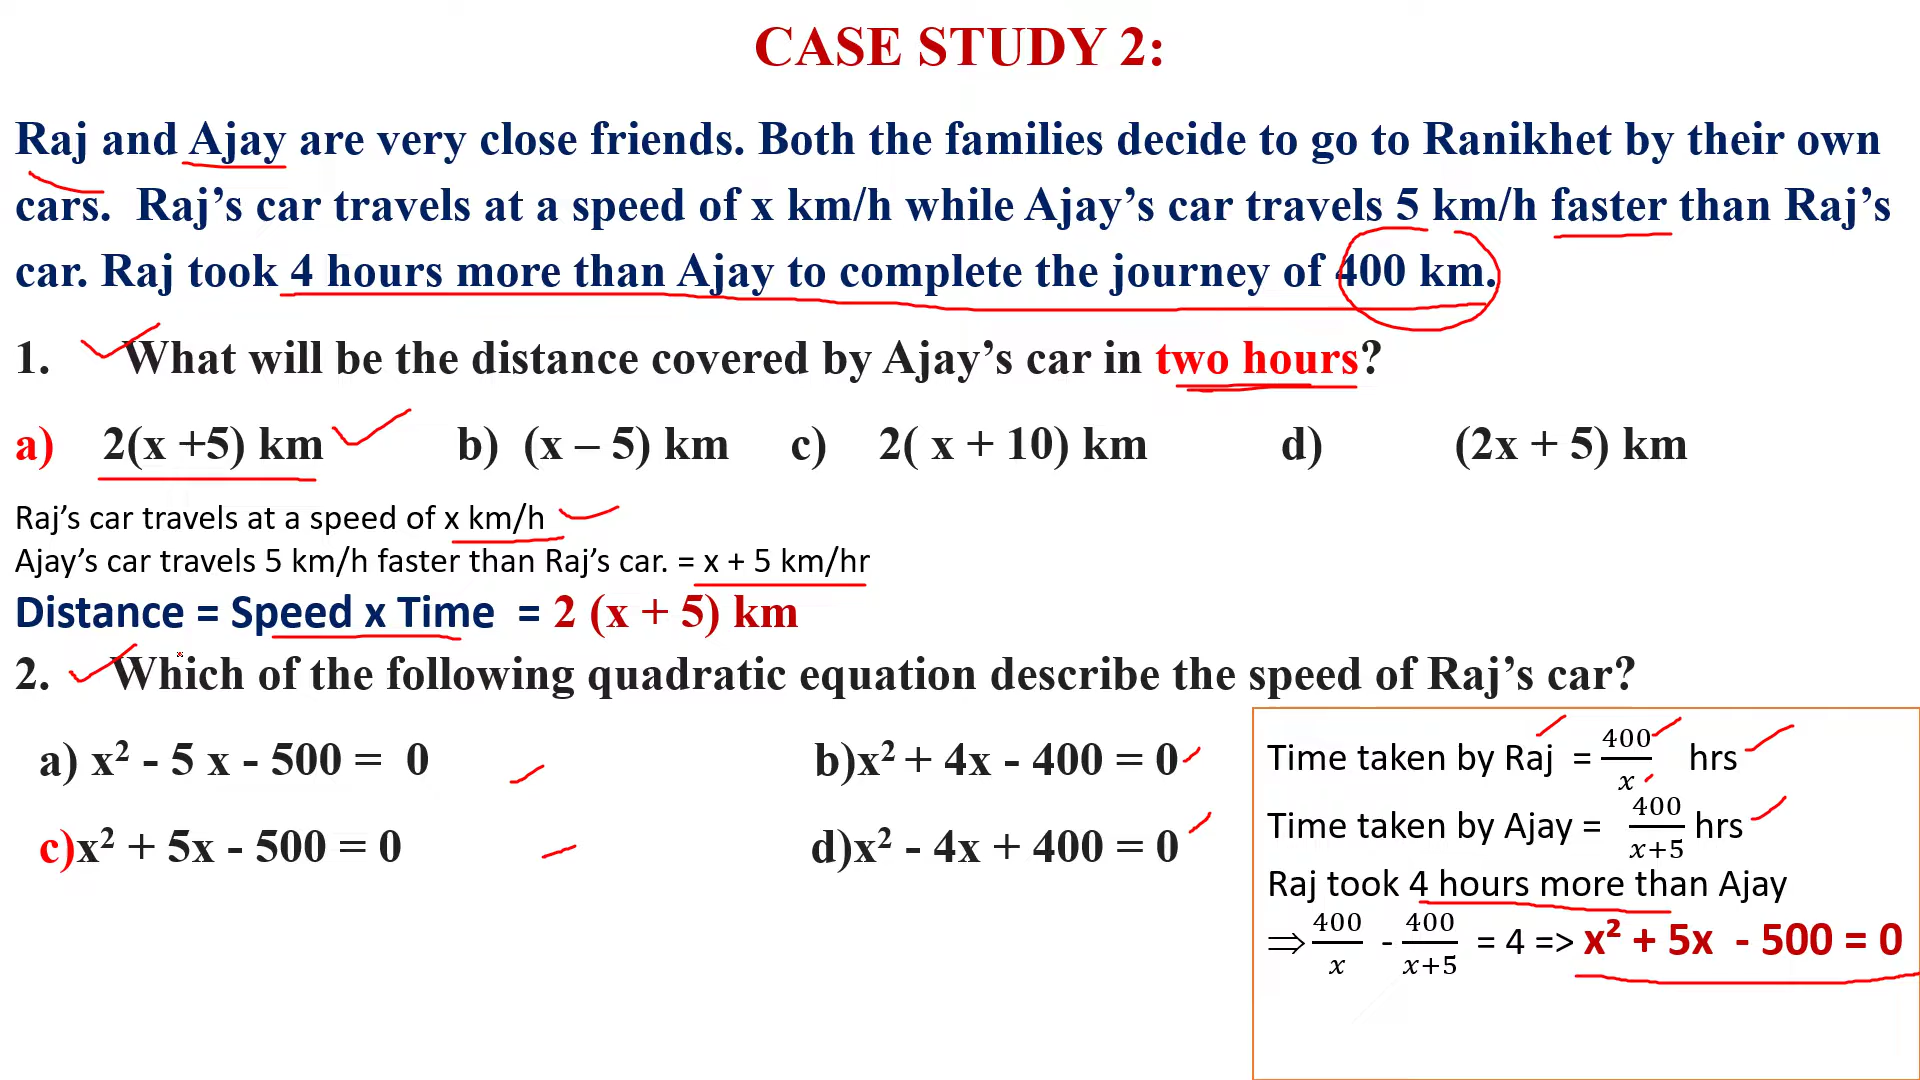 CASE STUDY 2:
Raj and Ajay are very close friends. Both the families decide to go to Ranikhet by their own
cars. Raj’s car travels at a speed of x km/h while Ajay’s car travels 5 km/h faster than Raj’s
car. Raj took 4 hours more than Ajay to complete the journey of 400 km.
1. What will be the distance covered by Ajay’s car in two hours?
a) 2(x +5) km b) (x – 5) km c) 2( x + 10) km d) (2x + 5) km
Raj’s car travels at a speed of x km/h
Ajay’s car travels 5 km/h faster than Raj’s car. = x + 5 km/hr
Distance = Speed x Time = 2 (x + 5) km
2. Which of the following quadratic equation describe the speed of Raj’s car?
a) x² - 5 x - 500 = 0 b)x² + 4x - 400 = 0
c)x² + 5x - 500 = 0 d)x² - 4x + 400 = 0
Time taken by Raj = 400/x hrs
Time taken by Ajay = 400/x+5 hrs
Raj took 4 hours more than Ajay
⇒ 400/x - 400/x+5 = 4 => x² + 5x - 500 = 0